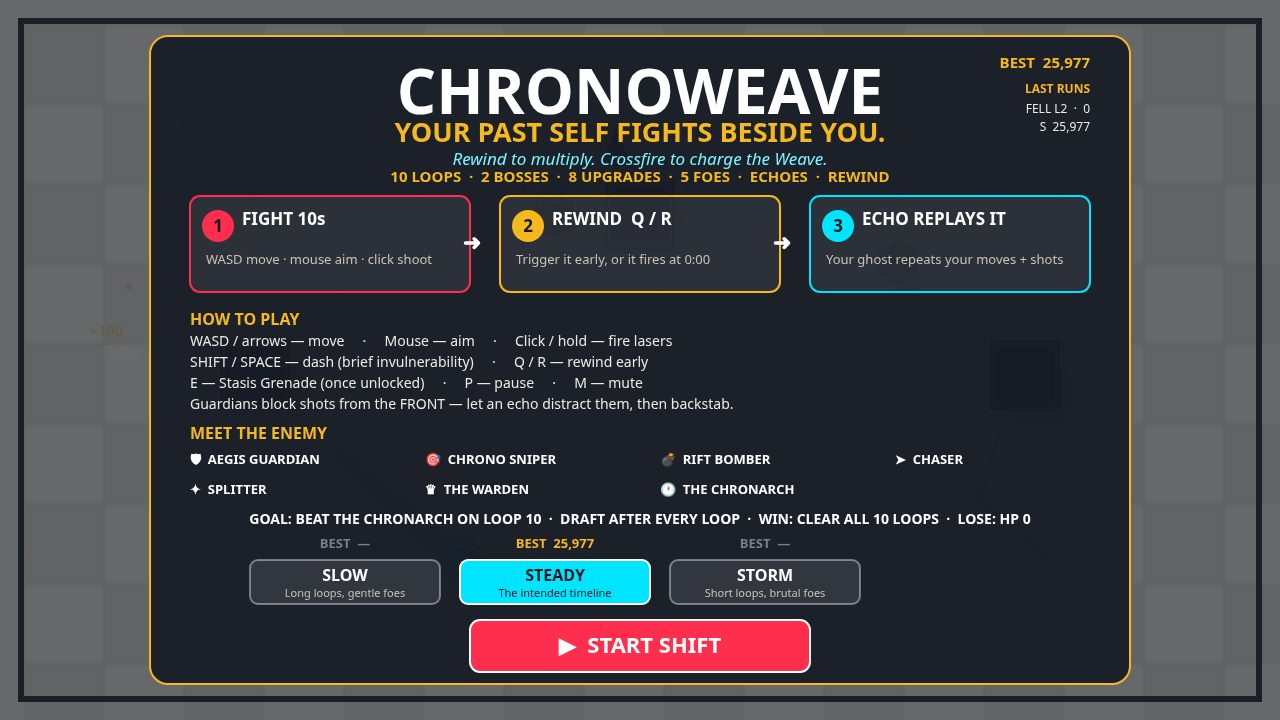 CHRONOWEAVE
YOUR PAST SELF FIGHTS BESIDE YOU.
Rewind to multiply. Crossfire to charge the Weave.
10 LOOPS · 2 BOSSES · 8 UPGRADES · 5 FOES · ECHOES · REWIND
BEST 25,977
LAST RUNS
FELL L2 · 0
S 25,977
1 FIGHT 10s
WASD move · mouse aim · click shoot
➜
2 REWIND Q / R
Trigger it early, or it fires at 0:00
➜
3 ECHO REPLAYS IT
Your ghost repeats your moves + shots
+100
HOW TO PLAY
WASD / arrows — move · Mouse — aim · Click / hold — fire lasers
SHIFT / SPACE — dash (brief invulnerability) · Q / R — rewind early
E — Stasis Grenade (once unlocked) · P — pause · M — mute
Guardians block shots from the FRONT — let an echo distract them, then backstab.
MEET THE ENEMY
🛡 AEGIS GUARDIAN 🎯 CHRONO SNIPER 💣 RIFT BOMBER ➤ CHASER
✦ SPLITTER ♛ THE WARDEN 🕐 THE CHRONARCH
GOAL: BEAT THE CHRONARCH ON LOOP 10 · DRAFT AFTER EVERY LOOP · WIN: CLEAR ALL 10 LOOPS · LOSE: HP 0
BEST — BEST 25,977 BEST —
SLOW STEADY STORM
Long loops, gentle foes The intended timeline Short loops, brutal foes
▶ START SHIFT